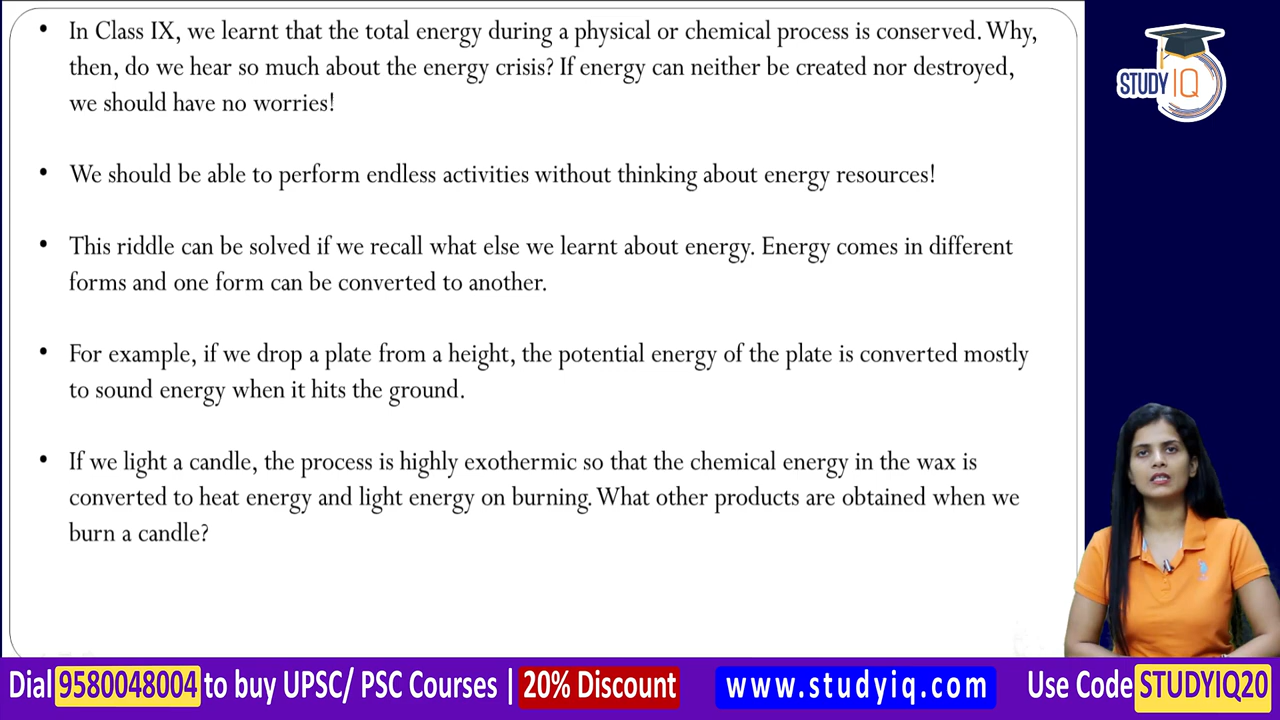 • In Class IX, we learnt that the total energy during a physical or chemical process is conserved. Why,
then, do we hear so much about the energy crisis? If energy can neither be created nor destroyed,
we should have no worries!
• We should be able to perform endless activities without thinking about energy resources!
• This riddle can be solved if we recall what else we learnt about energy. Energy comes in different
forms and one form can be converted to another.
• For example, if we drop a plate from a height, the potential energy of the plate is converted mostly
to sound energy when it hits the ground.
• If we light a candle, the process is highly exothermic so that the chemical energy in the wax is
converted to heat energy and light energy on burning. What other products are obtained when we
burn a candle?
STUDY IQ
Dial 9580048004 to buy UPSC/ PSC Courses | 20% Discount www.studyiq.com Use Code STUDYIQ20